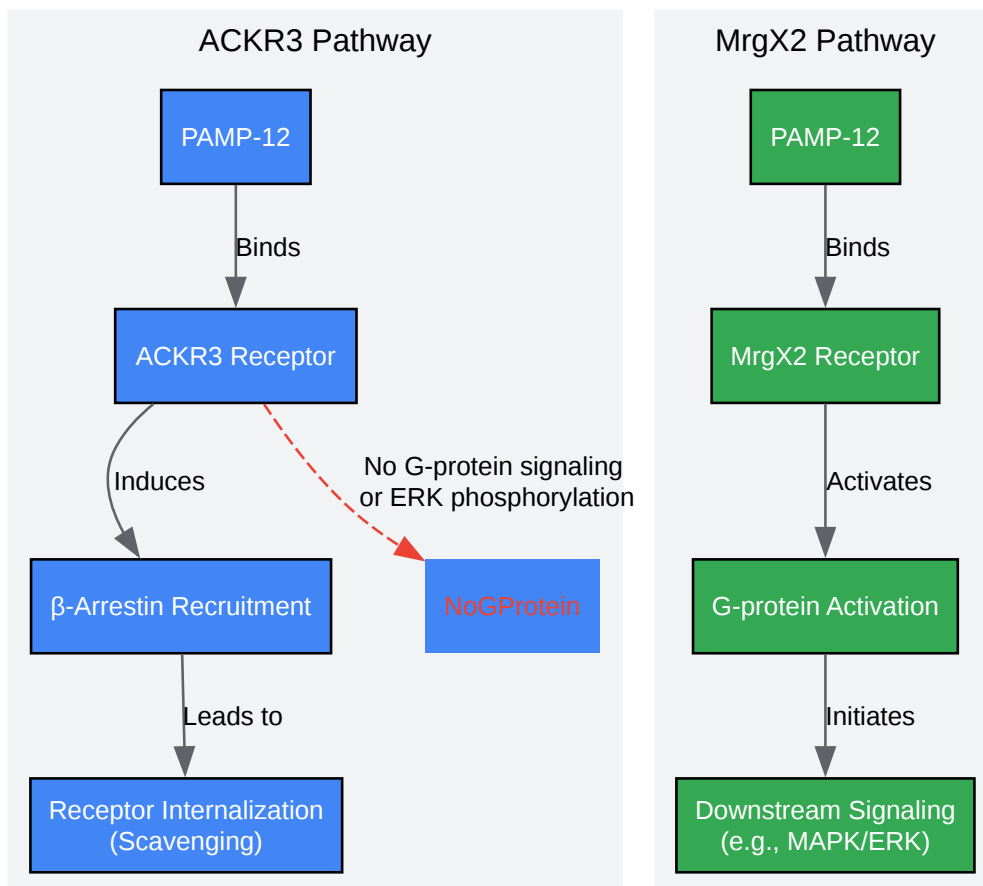 ACKR3 Pathway
PAMP-12
Binds
ACKR3 Receptor
Induces
No G-protein signaling
or ERK phosphorylation
β-Arrestin Recruitment
NoGProtein
Leads to
Receptor Internalization
(Scavenging)
MrgX2 Pathway
PAMP-12
Binds
MrgX2 Receptor
Activates
G-protein Activation
Initiates
Downstream Signaling
(e.g., MAPK/ERK)